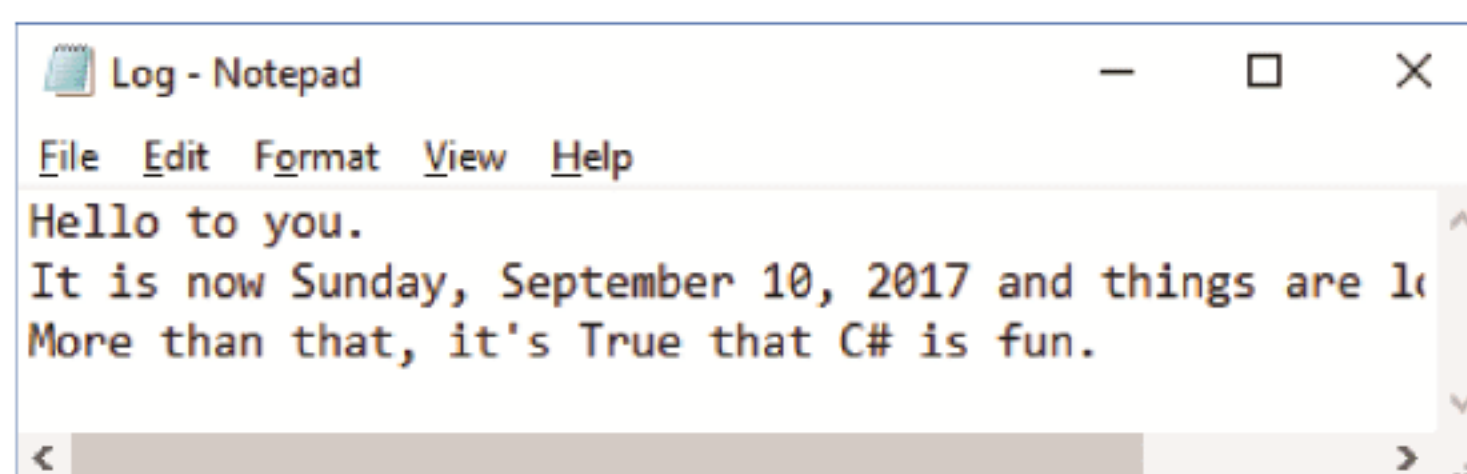 Log - Notepad
File Edit Format View Help
Hello to you.
It is now Sunday, September 10, 2017 and things are
More than that, it's True that C# is fun.